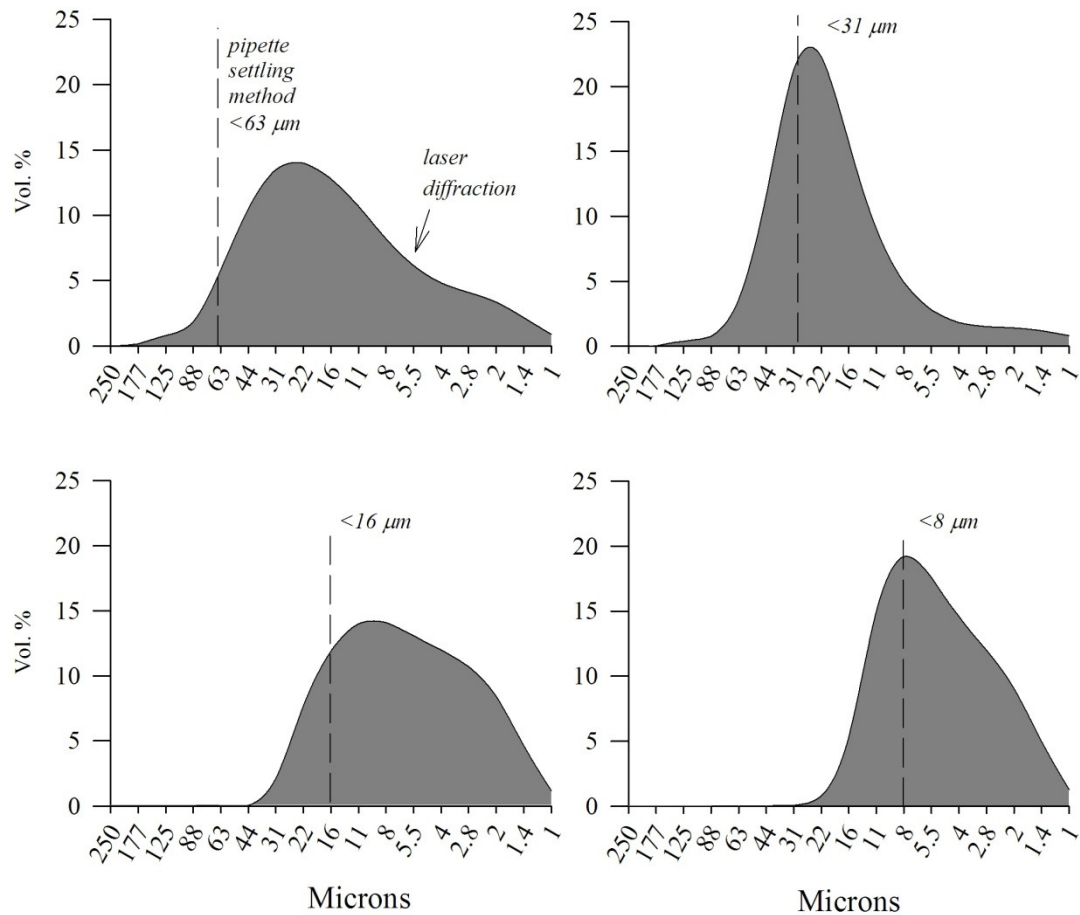 25
20
15
10
5
0
Vol. %
pipette
settling
method
<63 μm
laser
diffraction
250 177 125 88 63 44 31 22 16 11 8 5.5 4 2.8 2 1.4 1
25
20
15
10
5
0
<31 μm
250 177 125 88 63 44 31 22 16 11 8 5.5 4 2.8 2 1.4 1
25
20
15
10
5
0
Vol. %
<16 μm
250 177 125 88 63 44 31 22 16 11 8 5.5 4 2.8 2 1.4 1
Microns
25
20
15
10
5
0
<8 μm
250 177 125 88 63 44 31 22 16 11 8 5.5 4 2.8 2 1.4 1
Microns